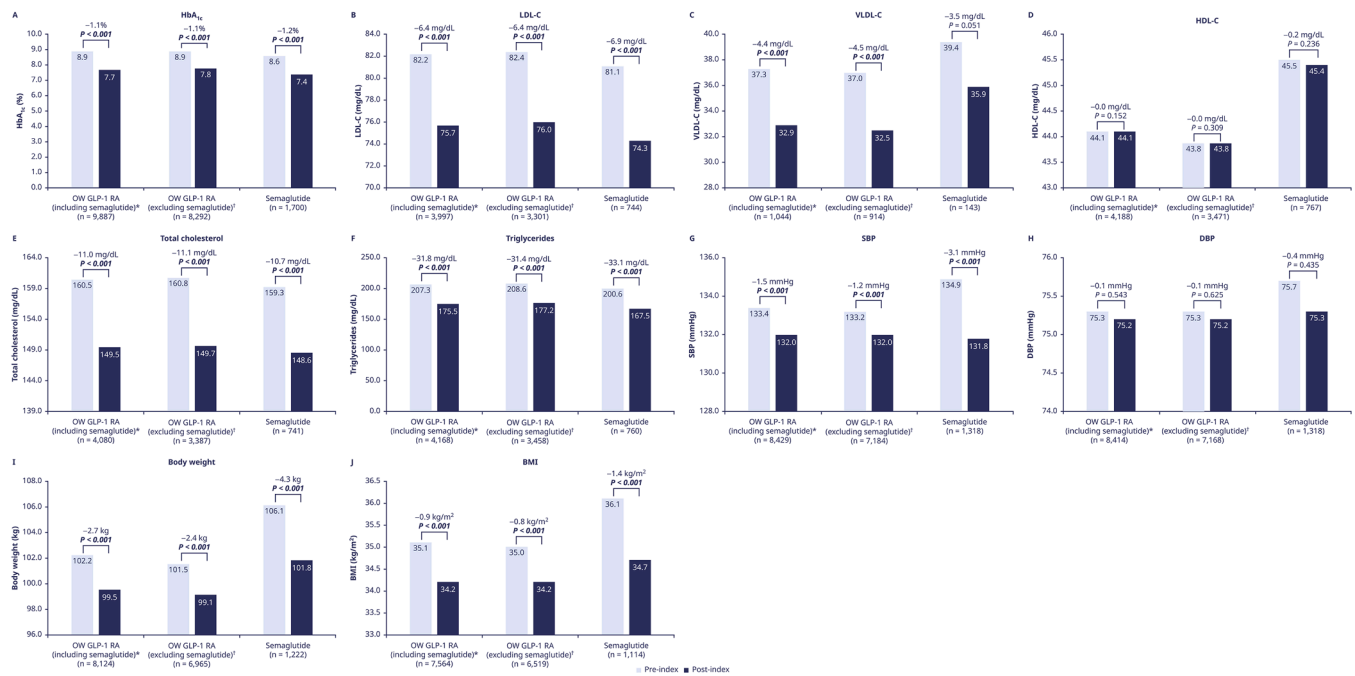 A HbA1c
HbA1c (%)
10.0
9.0
8.0
7.0
6.0
5.0
4.0
3.0
2.0
1.0
0.0
−1.1%
P < 0.001
−1.1%
P < 0.001
−1.2%
P < 0.001
8.9 7.7 8.9 7.8 8.6 7.4
OW GLP-1 RA OW GLP-1 RA Semaglutide
(including semaglutide)* (excluding semaglutide)† (n = 1,700)
(n = 9,887) (n = 8,292)
B LDL-C
LDL-C (mg/dL)
84.0
82.0
80.0
78.0
76.0
74.0
72.0
70.0
−6.4 mg/dL
P < 0.001
−6.4 mg/dL
P < 0.001
−6.9 mg/dL
P < 0.001
82.2 75.7 82.4 76.0 81.1 74.3
OW GLP-1 RA OW GLP-1 RA Semaglutide
(including semaglutide)* (excluding semaglutide)† (n = 744)
(n = 3,997) (n = 3,301)
C VLDL-C
VLDL-C (mg/dL)
40.0
38.0
36.0
34.0
32.0
30.0
28.0
−4.4 mg/dL
P < 0.001
−4.5 mg/dL
P < 0.001
−3.5 mg/dL
P = 0.051
37.3 32.9 37.0 32.5 39.4 35.9
OW GLP-1 RA OW GLP-1 RA Semaglutide
(including semaglutide)* (excluding semaglutide)† (n = 143)
(n = 1,044) (n = 914)
D HDL-C
HDL-C (mg/dL)
46.0
45.0
44.0
43.0
−0.0 mg/dL
P = 0.152
−0.0 mg/dL
P = 0.309
−0.2 mg/dL
P = 0.236
44.1 44.1 43.8 43.8 45.5 45.4
OW GLP-1 RA OW GLP-1 RA Semaglutide
(including semaglutide)* (excluding semaglutide)† (n = 767)
(n = 4,188) (n = 3,471)
E Total cholesterol
Total cholesterol (mg/dL)
164.0
159.0
154.0
149.0
144.0
139.0
−11.0 mg/dL
P < 0.001
−11.1 mg/dL
P < 0.001
−10.7 mg/dL
P < 0.001
160.5 149.5 160.8 149.7 159.3 148.6
OW GLP-1 RA OW GLP-1 RA Semaglutide
(including semaglutide)* (excluding semaglutide)† (n = 741)
(n = 4,080) (n = 3,387)
F Triglycerides
Triglycerides (mg/dL)
250.0
200.0
150.0
100.0
50.0
0.0
−31.8 mg/dL
P < 0.001
−31.4 mg/dL
P < 0.001
−33.1 mg/dL
P < 0.001
207.3 175.5 208.6 177.2 200.6 167.5
OW GLP-1 RA OW GLP-1 RA Semaglutide
(including semaglutide)* (excluding semaglutide)† (n = 760)
(n = 4,168) (n = 3,458)
G SBP
SBP (mmHg)
136.0
134.0
132.0
130.0
128.0
−1.5 mmHg
P < 0.001
−1.2 mmHg
P < 0.001
−3.1 mmHg
P < 0.001
133.4 132.0 133.2 132.0 134.9 131.8
OW GLP-1 RA OW GLP-1 RA Semaglutide
(including semaglutide)* (excluding semaglutide)† (n = 1,318)
(n = 8,429) (n = 7,184)
H DBP
DBP (mmHg)
76.0
75.5
75.0
74.5
74.0
−0.1 mmHg
P = 0.543
−0.1 mmHg
P = 0.625
−0.4 mmHg
P = 0.435
75.3 75.2 75.3 75.2 75.7 75.3
OW GLP-1 RA OW GLP-1 RA Semaglutide
(including semaglutide)* (excluding semaglutide)† (n = 1,318)
(n = 8,414) (n = 7,168)
I Body weight
Body weight (kg)
108.0
106.0
104.0
102.0
100.0
98.0
96.0
−2.7 kg
P < 0.001
−2.4 kg
P < 0.001
−4.3 kg
P < 0.001
102.2 99.5 101.5 99.1 106.1 101.8
OW GLP-1 RA OW GLP-1 RA Semaglutide
(including semaglutide)* (excluding semaglutide)† (n = 1,222)
(n = 8,124) (n = 6,965)
J BMI
BMI (kg/m²)
36.5
36.0
35.5
35.0
34.5
34.0
33.5
33.0
−0.9 kg/m²
P < 0.001
−0.8 kg/m²
P < 0.001
−1.4 kg/m²
P < 0.001
35.1 34.2 35.0 34.2 36.1 34.7
OW GLP-1 RA OW GLP-1 RA Semaglutide
(including semaglutide)* (excluding semaglutide)† (n = 1,114)
(n = 7,564) (n = 6,519)
Pre-index Post-index